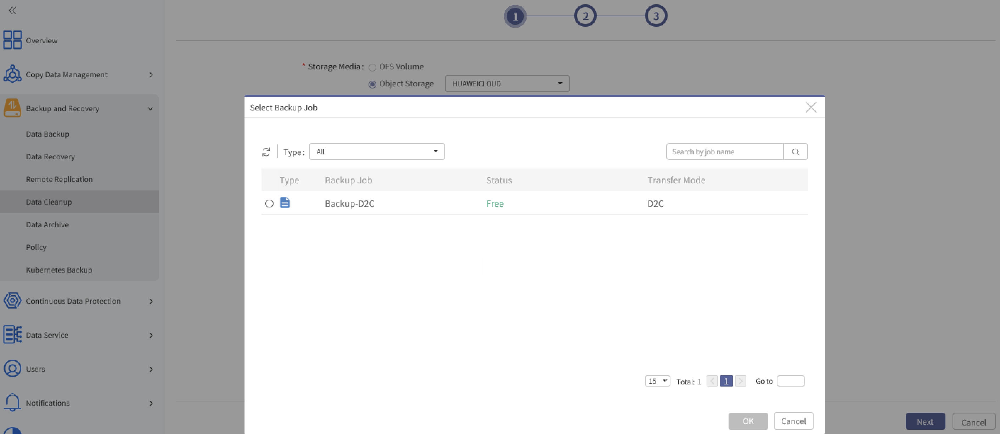 Overview
Copy Data Management
Backup and Recovery
Data Backup
Data Recovery
Remote Replication
Data Cleanup
Data Archive
Policy
Kubernetes Backup
Continuous Data Protection
Data Service
Users
Notifications
1 2 3
* Storage Media: OFS Volume
Object Storage HUAWEICLOUD
Select Backup Job
Type: All Search by job name
Type Backup Job Status Transfer Mode
Backup-D2C Free D2C
15 Total: 1 1 Go to
OK Cancel
Next Cancel